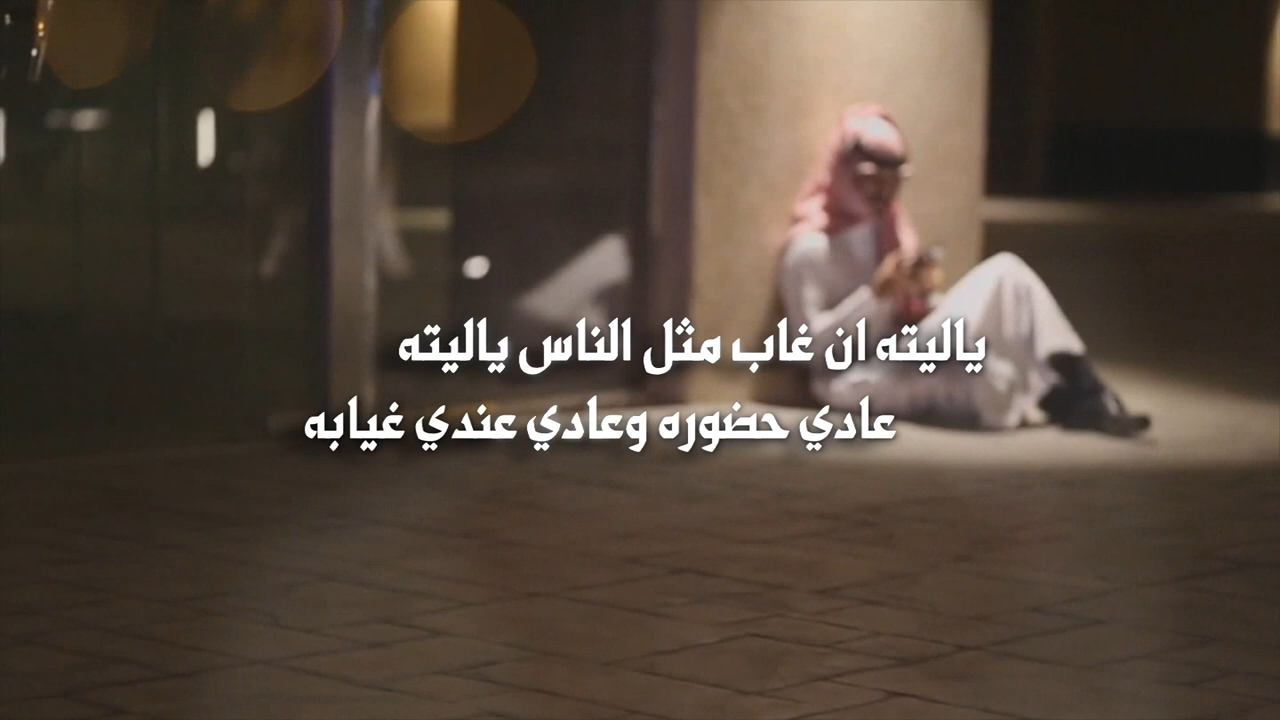 ياليته ان غاب مثل الناس ياليته
عادي حضوره وعادي عندي غيابه